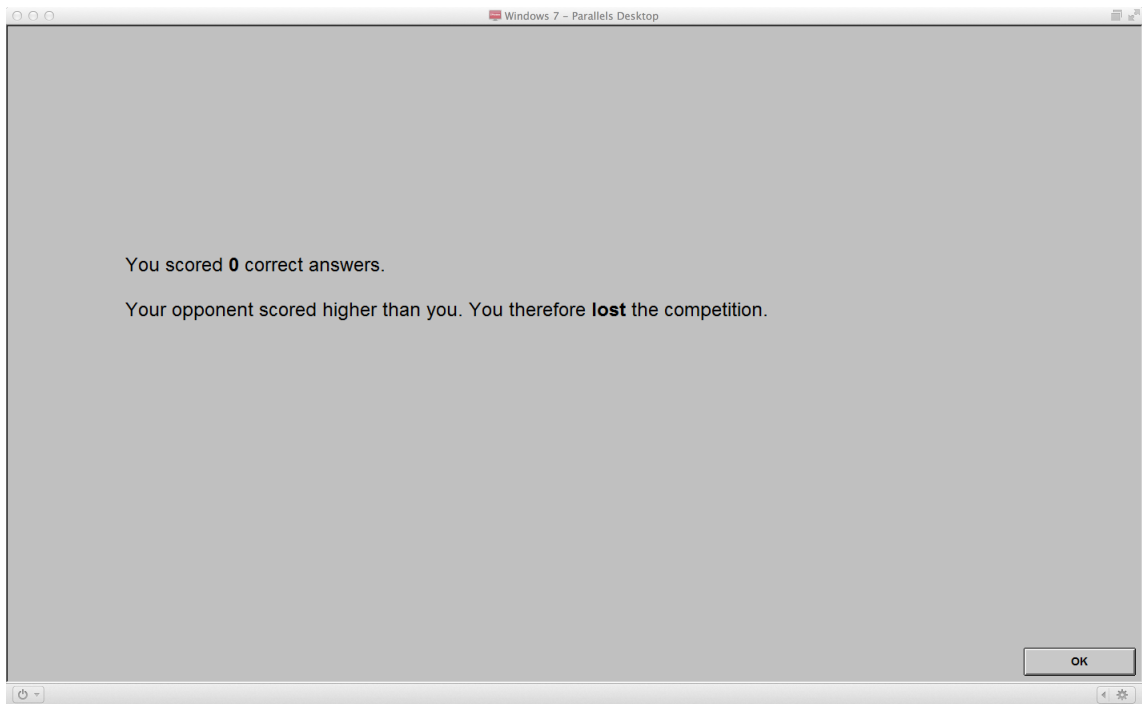 Windows 7 – Parallels Desktop
You scored 0 correct answers.
Your opponent scored higher than you. You therefore lost the competition.
OK